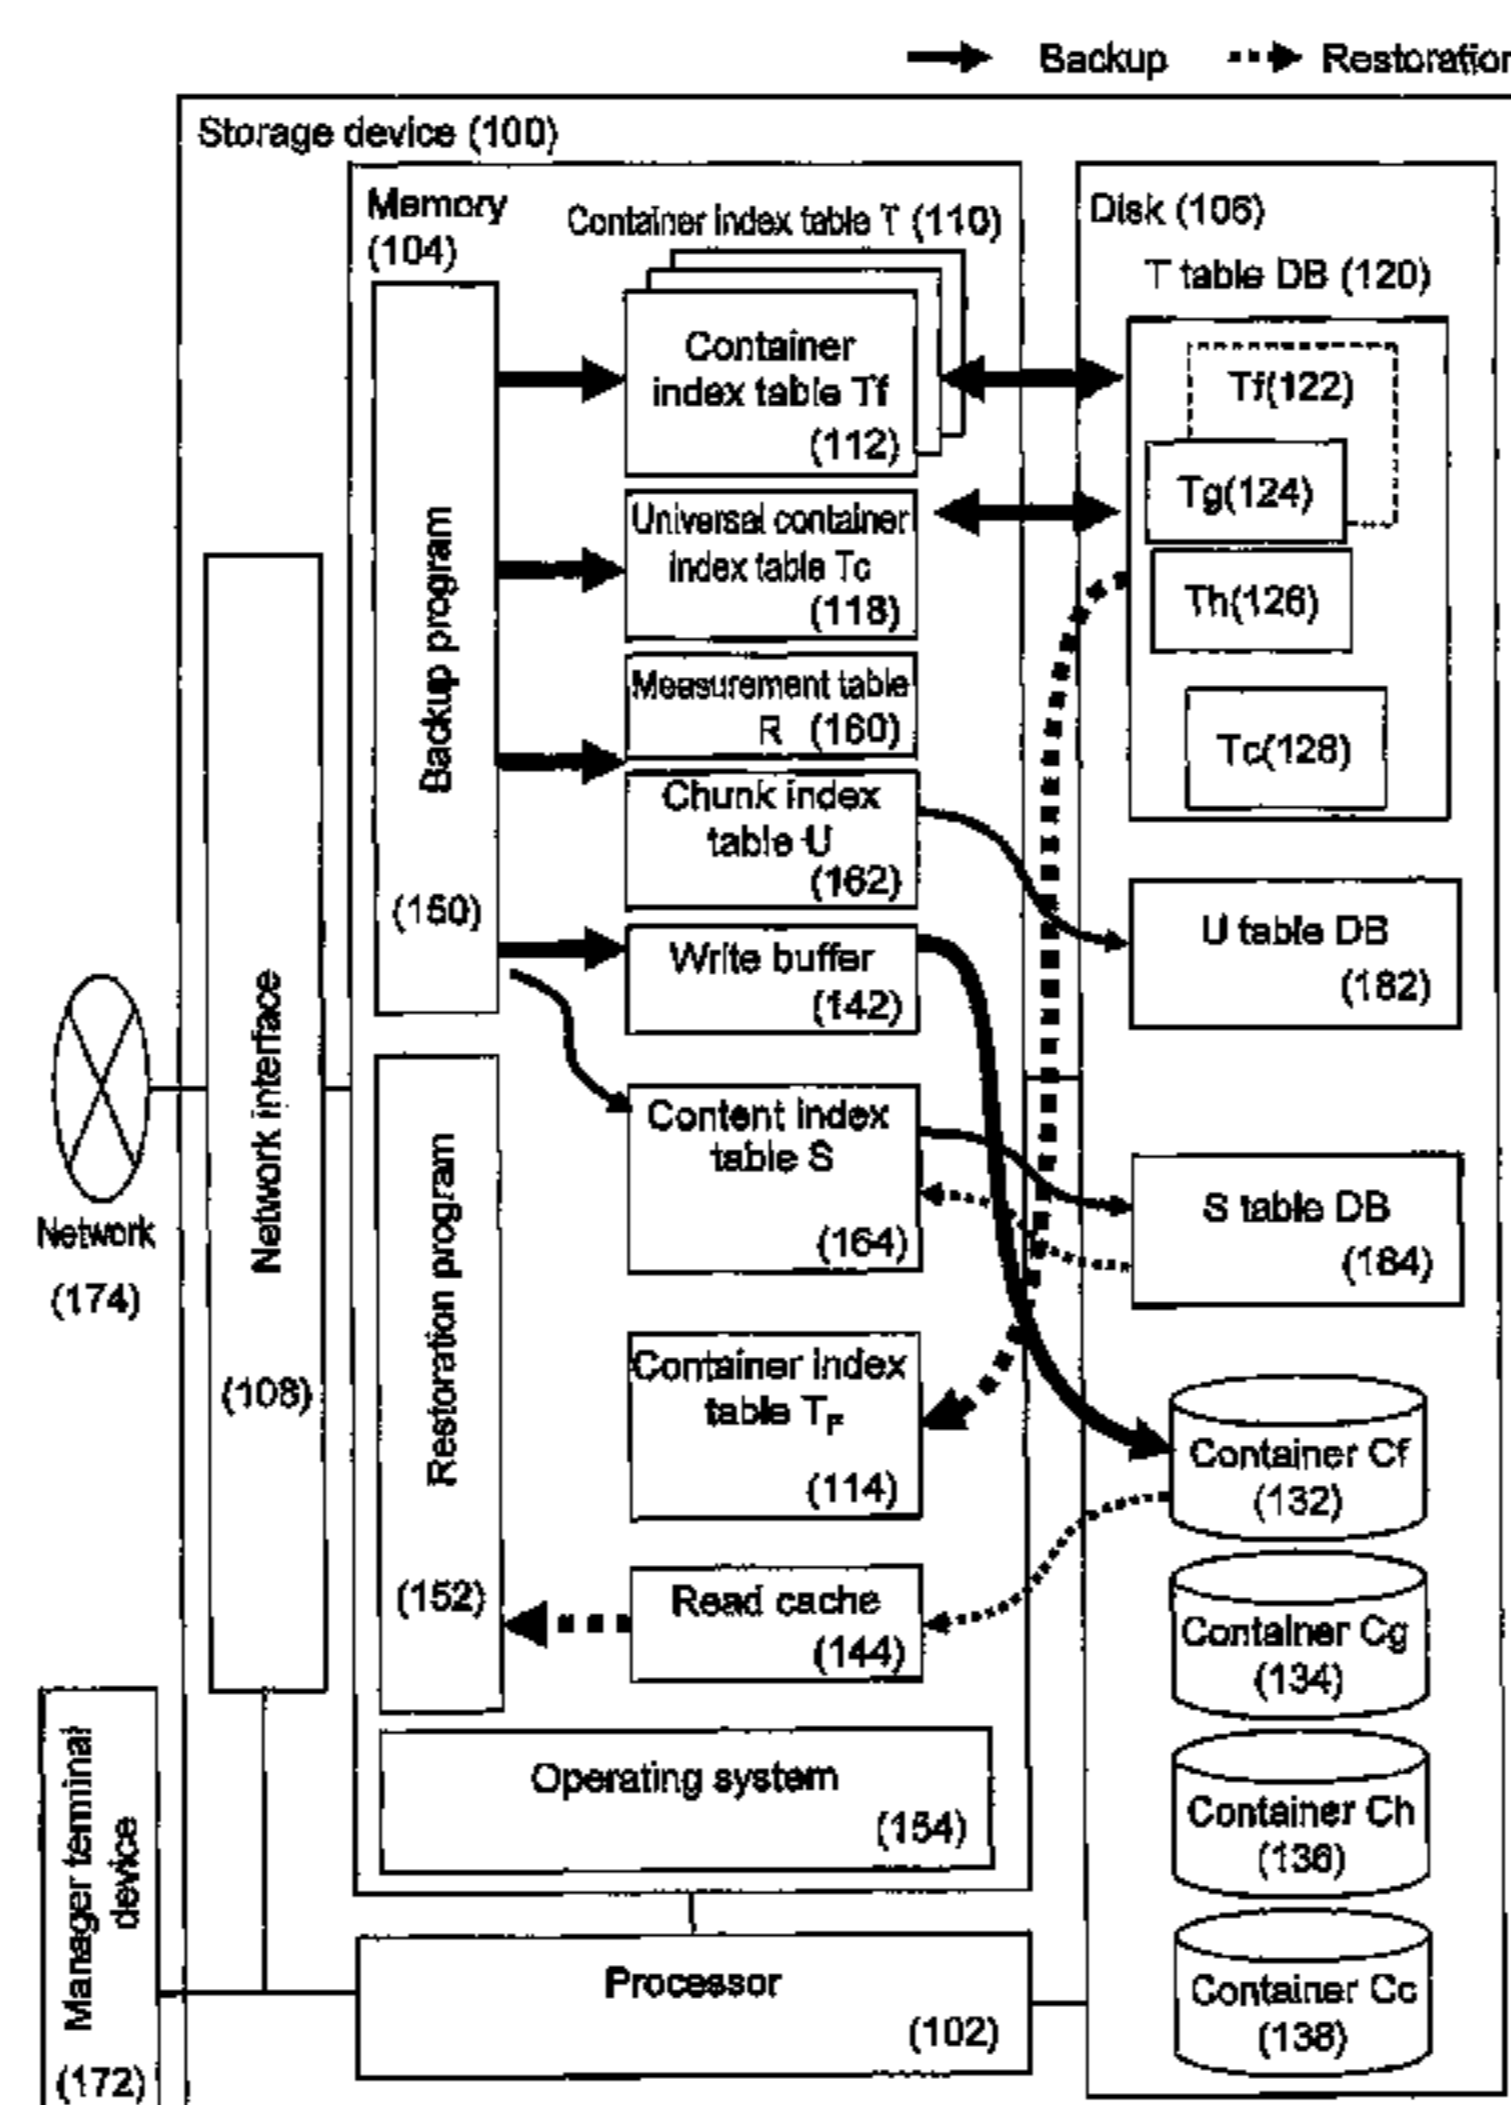 Backup
Restoration
Storage device (100)
Memory
(104)
Container index table T (110)
Disk (106)
T table DB (120)
Container
index table Tf
(112)
Tf(122)
Tg(124)
Universal container
index table Tc
(118)
Th(126)
Measurement table
R (160)
Tc(128)
Backup program
(150)
Chunk index
table U
(162)
U table DB
(182)
Write buffer
(142)
Network interface
(108)
Network
(174)
Restoration program
(152)
Content index
table S
(164)
S table DB
(184)
Container index
table TF
(114)
Container Cf
(132)
Read cache
(144)
Container Cg
(134)
Operating system
(154)
Container Ch
(136)
Manager terminal
device
(172)
Processor
(102)
Container Cc
(138)